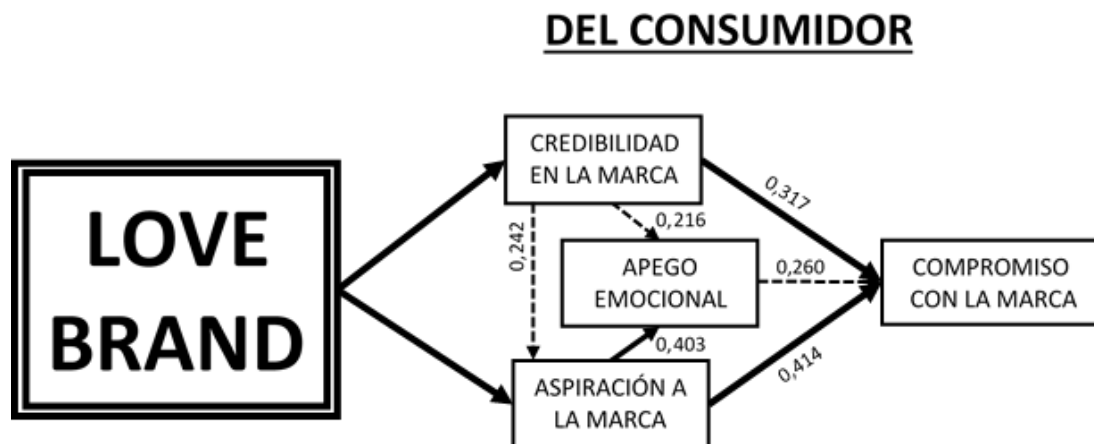 DEL CONSUMIDOR
LOVE
BRAND
CREDIBILIDAD
EN LA MARCA
0,317
0,242
0,216
APEGO
EMOCIONAL
0,260
COMPROMISO
CON LA MARCA
0,403
0,414
ASPIRACIÓN A
LA MARCA